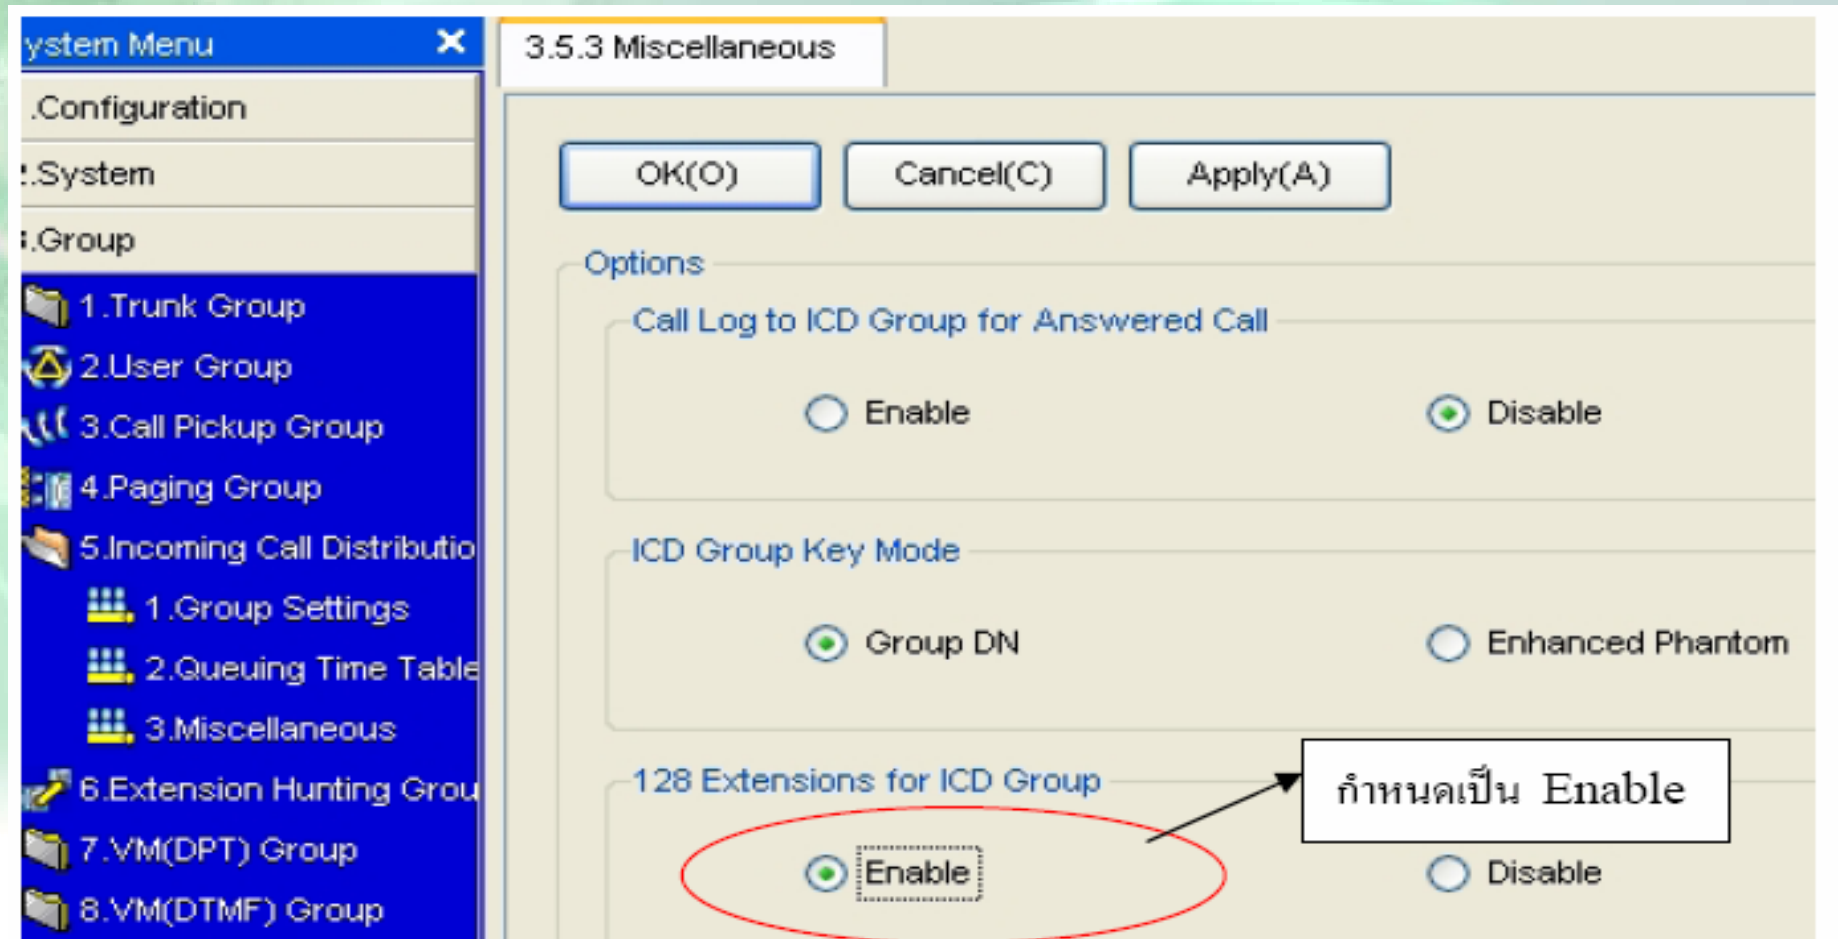 ystem Menu
.Configuration
.System
.Group
1.Trunk Group
2.User Group
3.Call Pickup Group
4.Paging Group
5.Incoming Call Distributio
1.Group Settings
2.Queuing Time Table
3.Miscellaneous
6.Extension Hunting Grou
7.VM(DPT) Group
8.VM(DTMF) Group
3.5.3 Miscellaneous
OK(O) Cancel(C) Apply(A)
Options
Call Log to ICD Group for Answered Call
Enable Disable
ICD Group Key Mode
Group DN Enhanced Phantom
128 Extensions for ICD Group
กำหนดเป็น Enable
Enable Disable